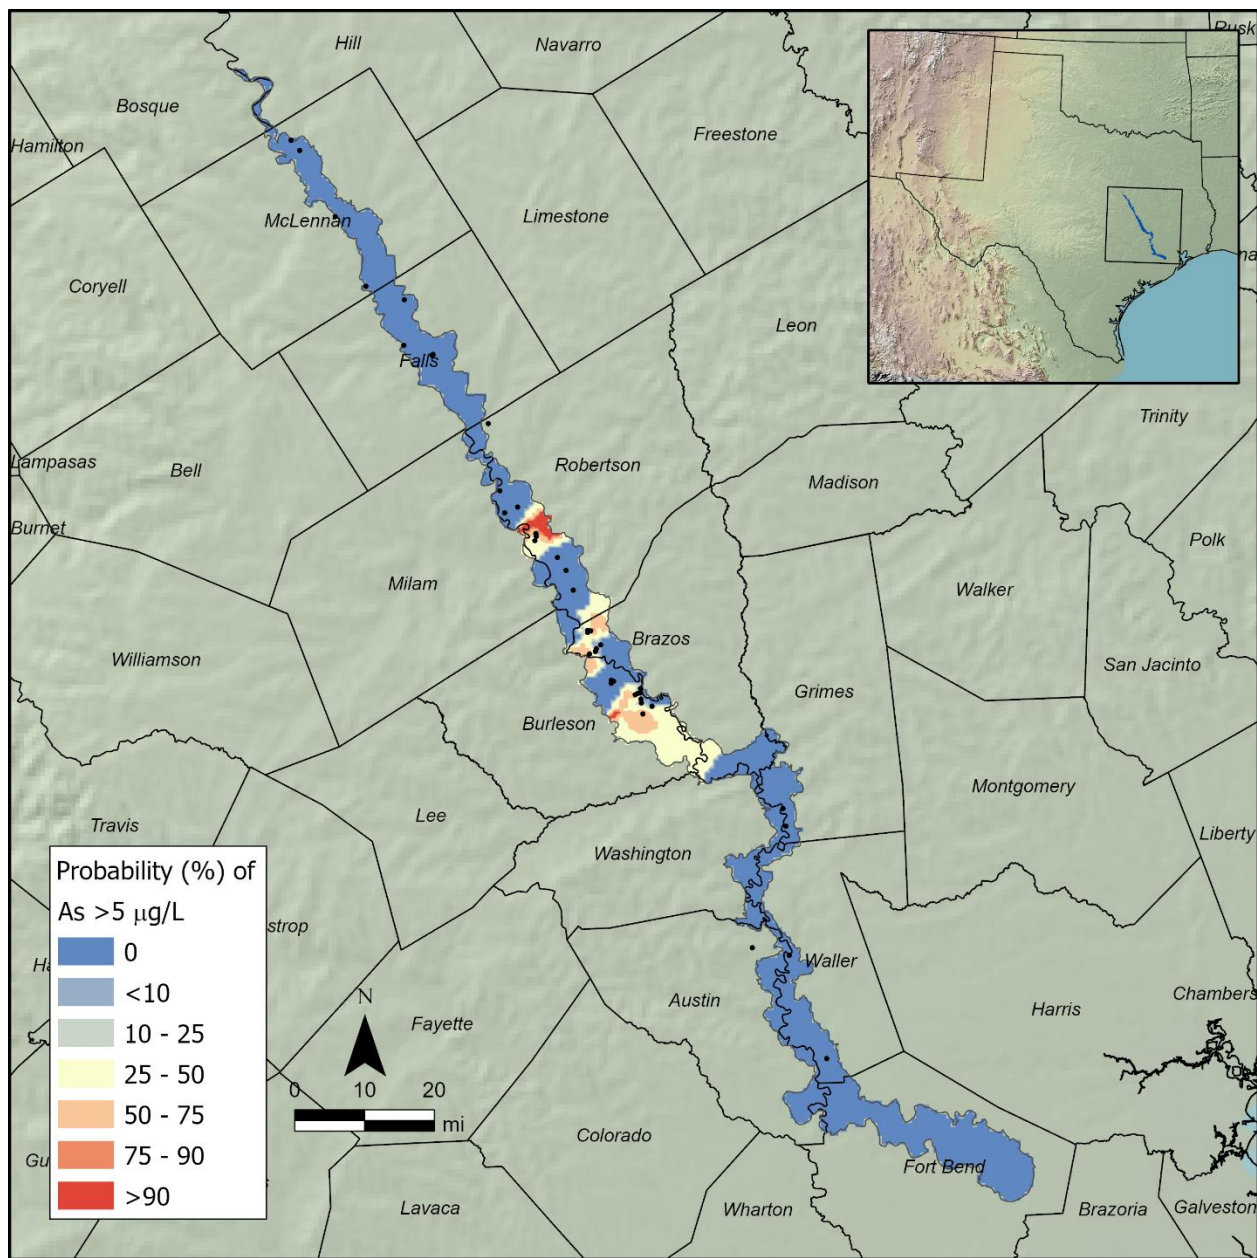 Hill
Navarro
Rusk
Bosque
Hamilton
Freestone
McLennan
Limestone
Coryell
Leon
Falls
Trinity
Lampasas
Bell
Robertson
Madison
Burnet
Polk
Milam
Walker
Brazos
Williamson
San Jacinto
Grimes
Burleson
Montgomery
Lee
Travis
Liberty
Washington
Probability (%) of
As >5 µg/L
0
<10
10 - 25
25 - 50
50 - 75
75 - 90
>90
strop
Waller
Austin
Chambers
Harris
N
Fayette
0 10 20
mi
Colorado
Fort Bend
Lavaca
Wharton
Brazoria
Galveston